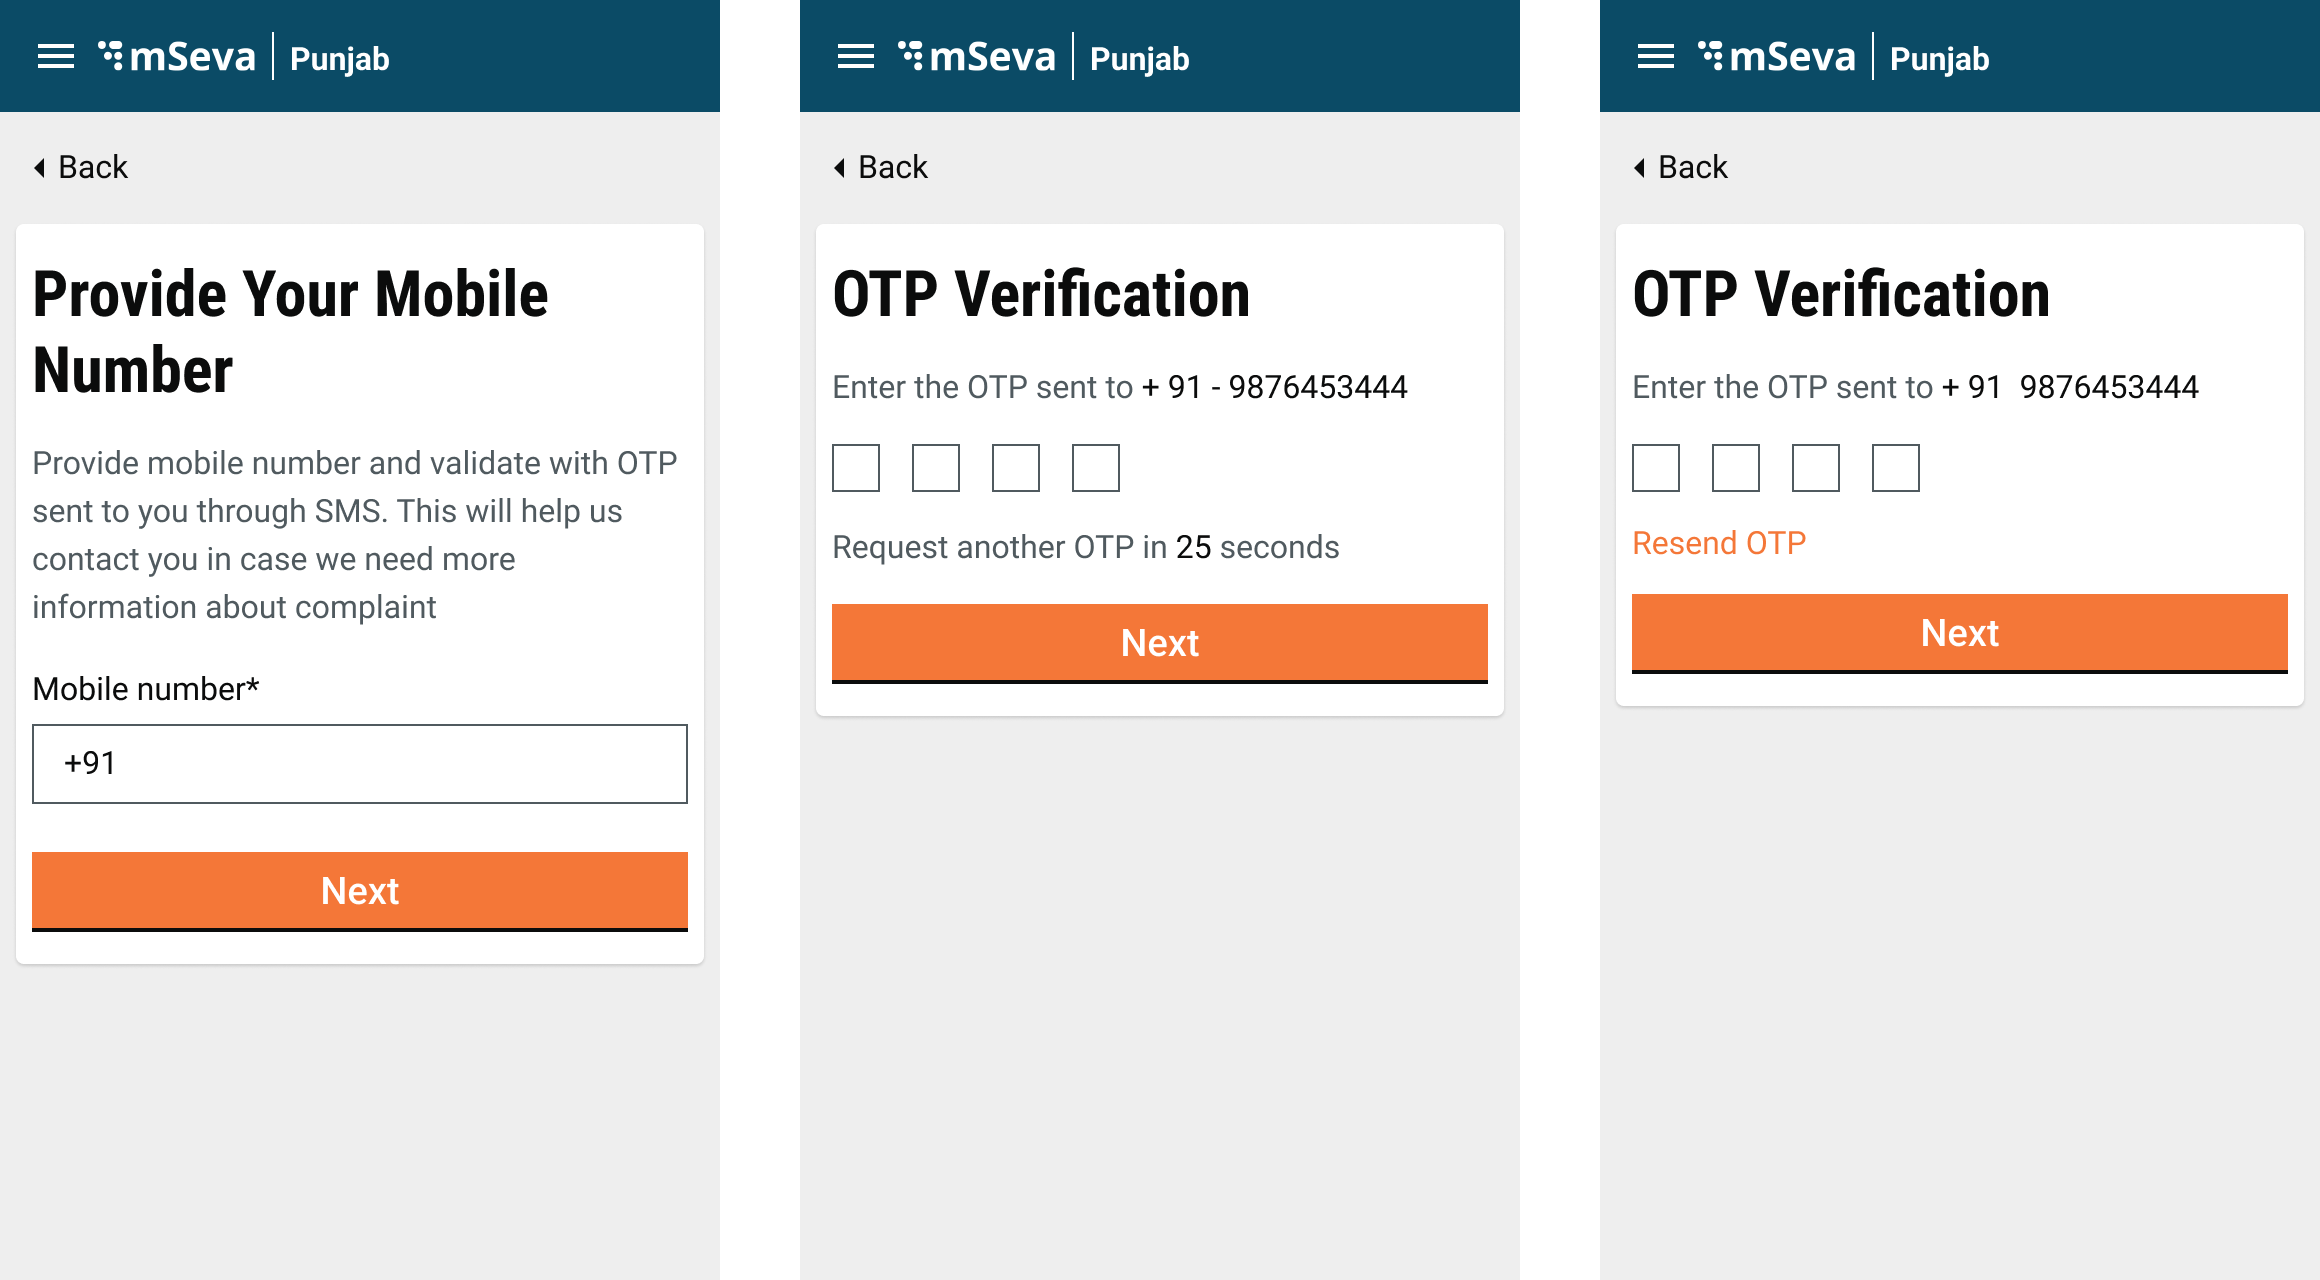 mSeva | Punjab
Back
Provide Your Mobile
Number
Provide mobile number and validate with OTP
sent to you through SMS. This will help us
contact you in case we need more
information about complaint
Mobile number*
+91
Next
mSeva | Punjab
Back
OTP Verification
Enter the OTP sent to + 91 - 9876453444
Request another OTP in 25 seconds
Next
mSeva | Punjab
Back
OTP Verification
Enter the OTP sent to + 91  9876453444
Resend OTP
Next